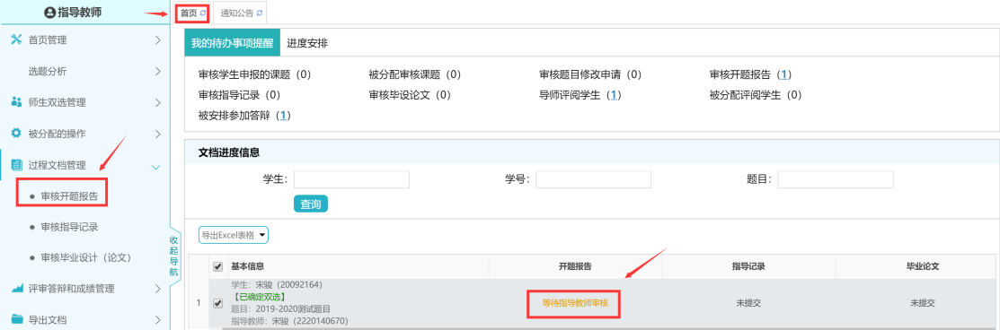 指导教师
首页
通知公告
首页管理
选题分析
师生双选管理
被分配的操作
过程文档管理
审核开题报告
审核指导记录
审核毕业设计（论文）
评审答辩和成绩管理
导出文档
收起导航
我的待办事项提醒 进度安排
审核学生申报的课题（0） 被分配审核课题（0） 审核题目修改申请（0） 审核开题报告（1）
审核指导记录（0） 审核毕设论文（0） 导师评阅学生（1） 被分配评阅学生（0）
被安排参加答辩（1）
文档进度信息
学生： 学号： 题目：
查询
导出Excel表格
基本信息 开题报告 指导记录 毕业论文
学生：宋骏（20092164）
【已确定双选】
1 等待指导教师审核 未提交 未提交
题目：2019-2020测试题目
指导教师：宋骏（2220140670）